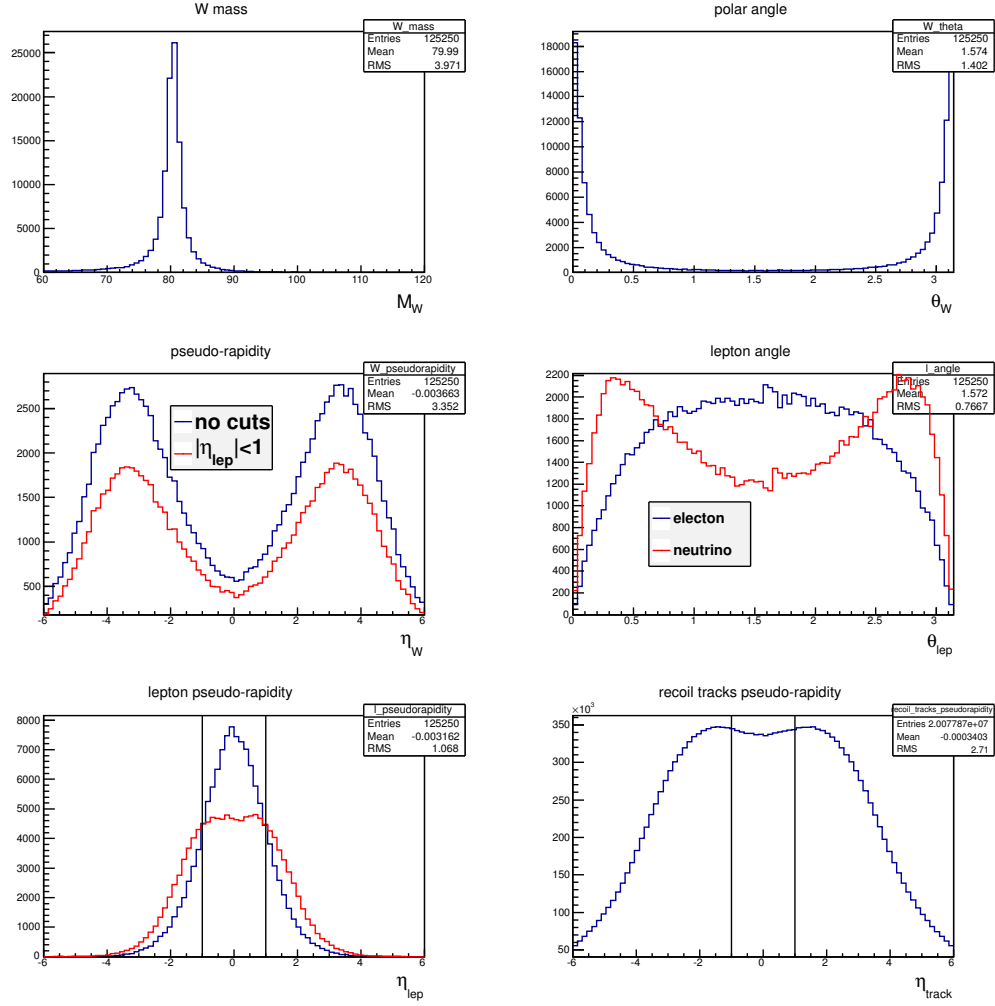 W mass
W_mass
Entries 125250
Mean 79.99
RMS 3.971
25000
20000
15000
10000
5000
0
60 70 80 90 100 110 120
M_W
polar angle
W_theta
Entries 125250
Mean 1.574
RMS 1.402
18000
16000
14000
12000
10000
8000
6000
4000
2000
0
0 0.5 1 1.5 2 2.5 3
θ_W
pseudo-rapidity
W_pseudorapidity
Entries 125250
Mean -0.003663
RMS 3.352
no cuts
|η_lep|<1
2500
2000
1500
1000
500
-6 -4 -2 0 2 4 6
η_W
lepton angle
l_angle
Entries 125250
Mean 1.572
RMS 0.7667
2200
2000
1800
1600
1400
1200
1000
800
600
400
200
0
electon
neutrino
0 0.5 1 1.5 2 2.5 3
θ_lep
lepton pseudo-rapidity
l_pseudorapidity
Entries 125250
Mean -0.003162
RMS 1.068
8000
7000
6000
5000
4000
3000
2000
1000
0
-6 -4 -2 0 2 4 6
η_lep
recoil tracks pseudo-rapidity
×10³
recoil_tracks_pseudorapidity
Entries 2.007787e+07
Mean -0.0003403
RMS 2.71
350
300
250
200
150
100
50
-6 -4 -2 0 2 4 6
η_track